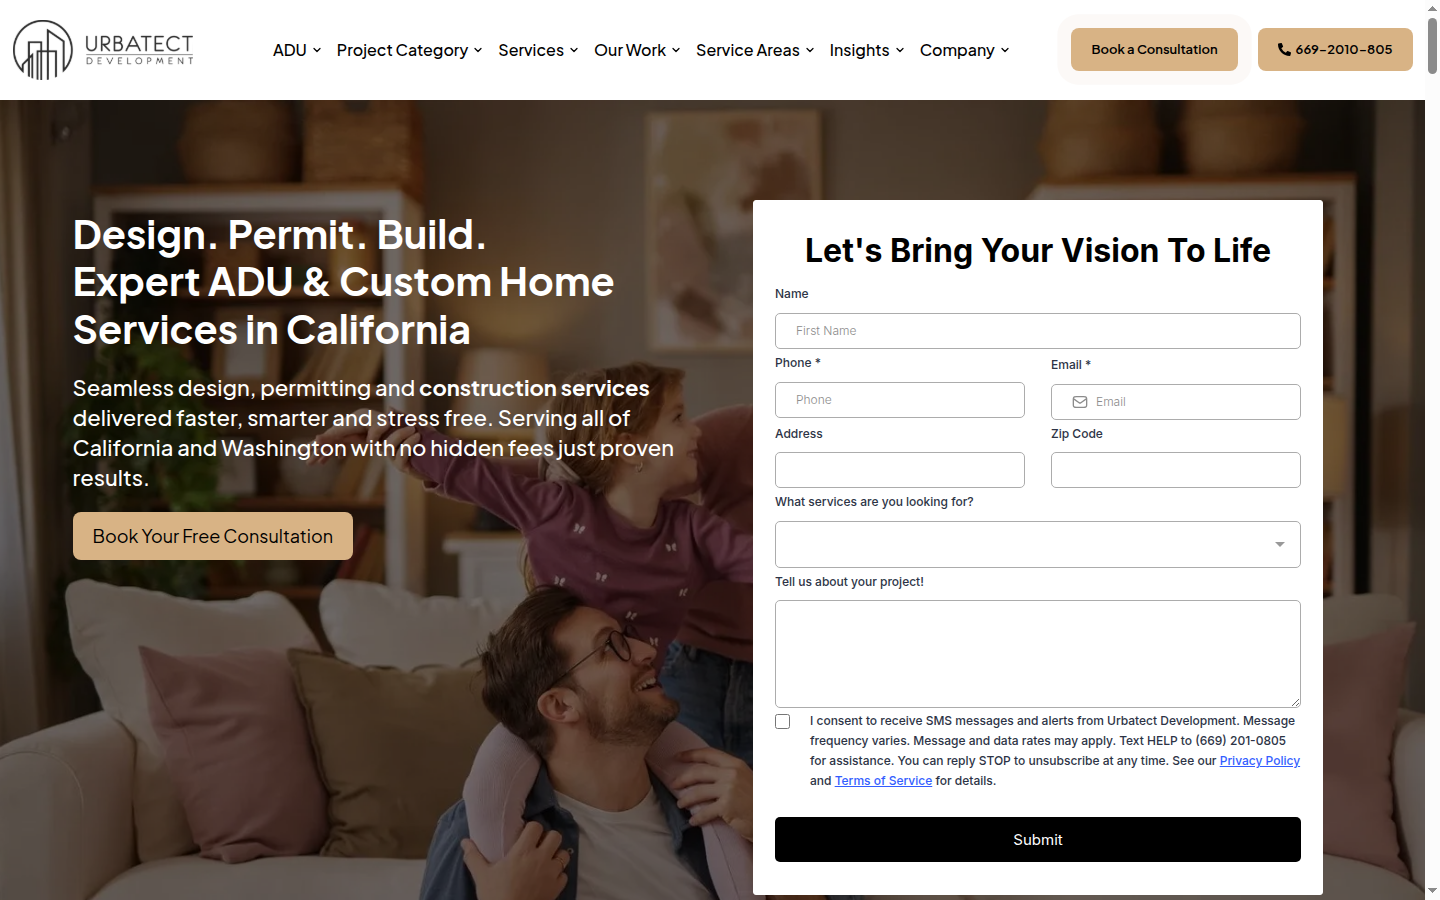 URBATECT
DEVELOPMENT
ADU
Project Category
Services
Our Work
Service Areas
Insights
Company
Book a Consultation
669-2010-805
Design. Permit. Build.
Expert ADU & Custom Home
Services in California
Seamless design, permitting and construction services
delivered faster, smarter and stress free. Serving all of
California and Washington with no hidden fees just proven
results.
Book Your Free Consultation
Let's Bring Your Vision To Life
Name
First Name
Phone *
Email *
Phone
Email
Address
Zip Code
What services are you looking for?
Tell us about your project!
I consent to receive SMS messages and alerts from Urbatect Development. Message
frequency varies. Message and data rates may apply. Text HELP to (669) 201-0805
for assistance. You can reply STOP to unsubscribe at any time. See our Privacy Policy
and Terms of Service for details.
Submit